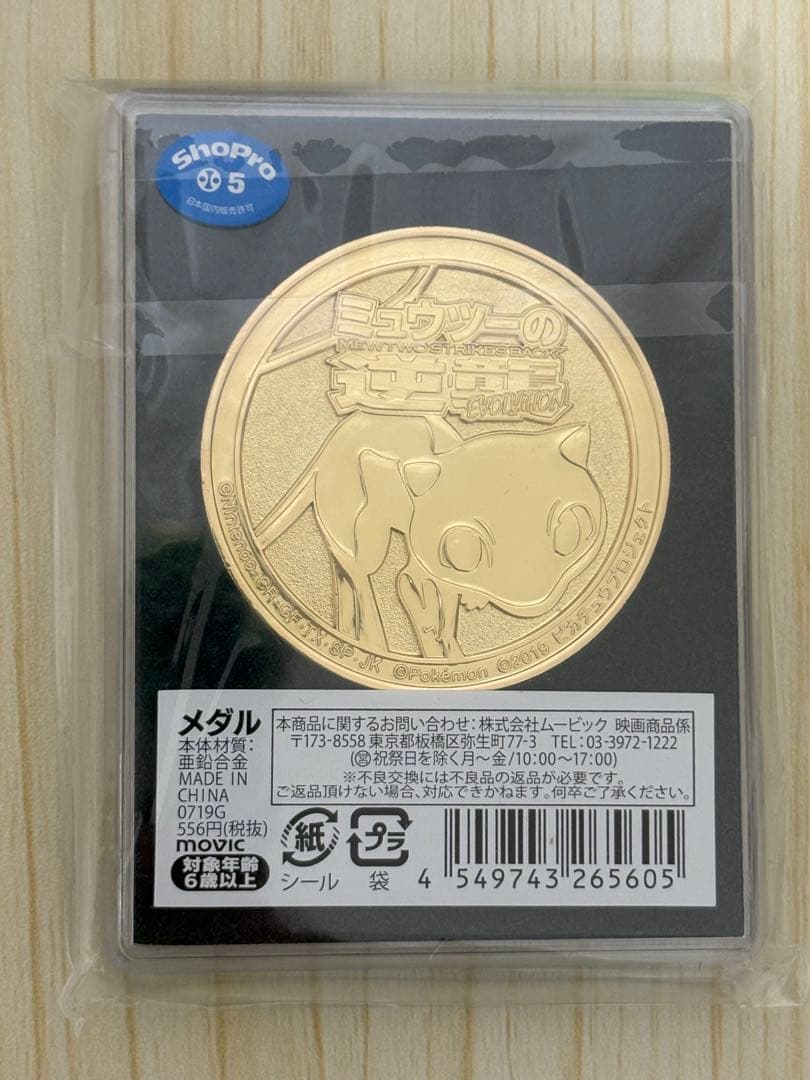 ShoPro
5
日本国内販売許可
ミュウツーの
MEWTWO STRIKES BACK
逆襲
EVOLUTION
©Nintendo・CR・GF・TX・SP・JK ©Pokémon ©2019 ピカチュウプロジェクト
メダル
本体材質:
亜鉛合金
MADE IN
CHINA
0719G
556円(税抜)
movic
対象年齢
6歳以上
本商品に関するお問い合わせ:株式会社ムービック 映画商品係
〒173-8558 東京都板橋区弥生町77-3 TEL:03-3972-1222
(㊺祝祭日を除く月〜金/10:00〜17:00)
※不良交換には不良品の返品が必要です。
ご返品頂けない場合、対応できかねます。何卒ご了承ください。
紙
シール
プラ
袋
4 549743 265605